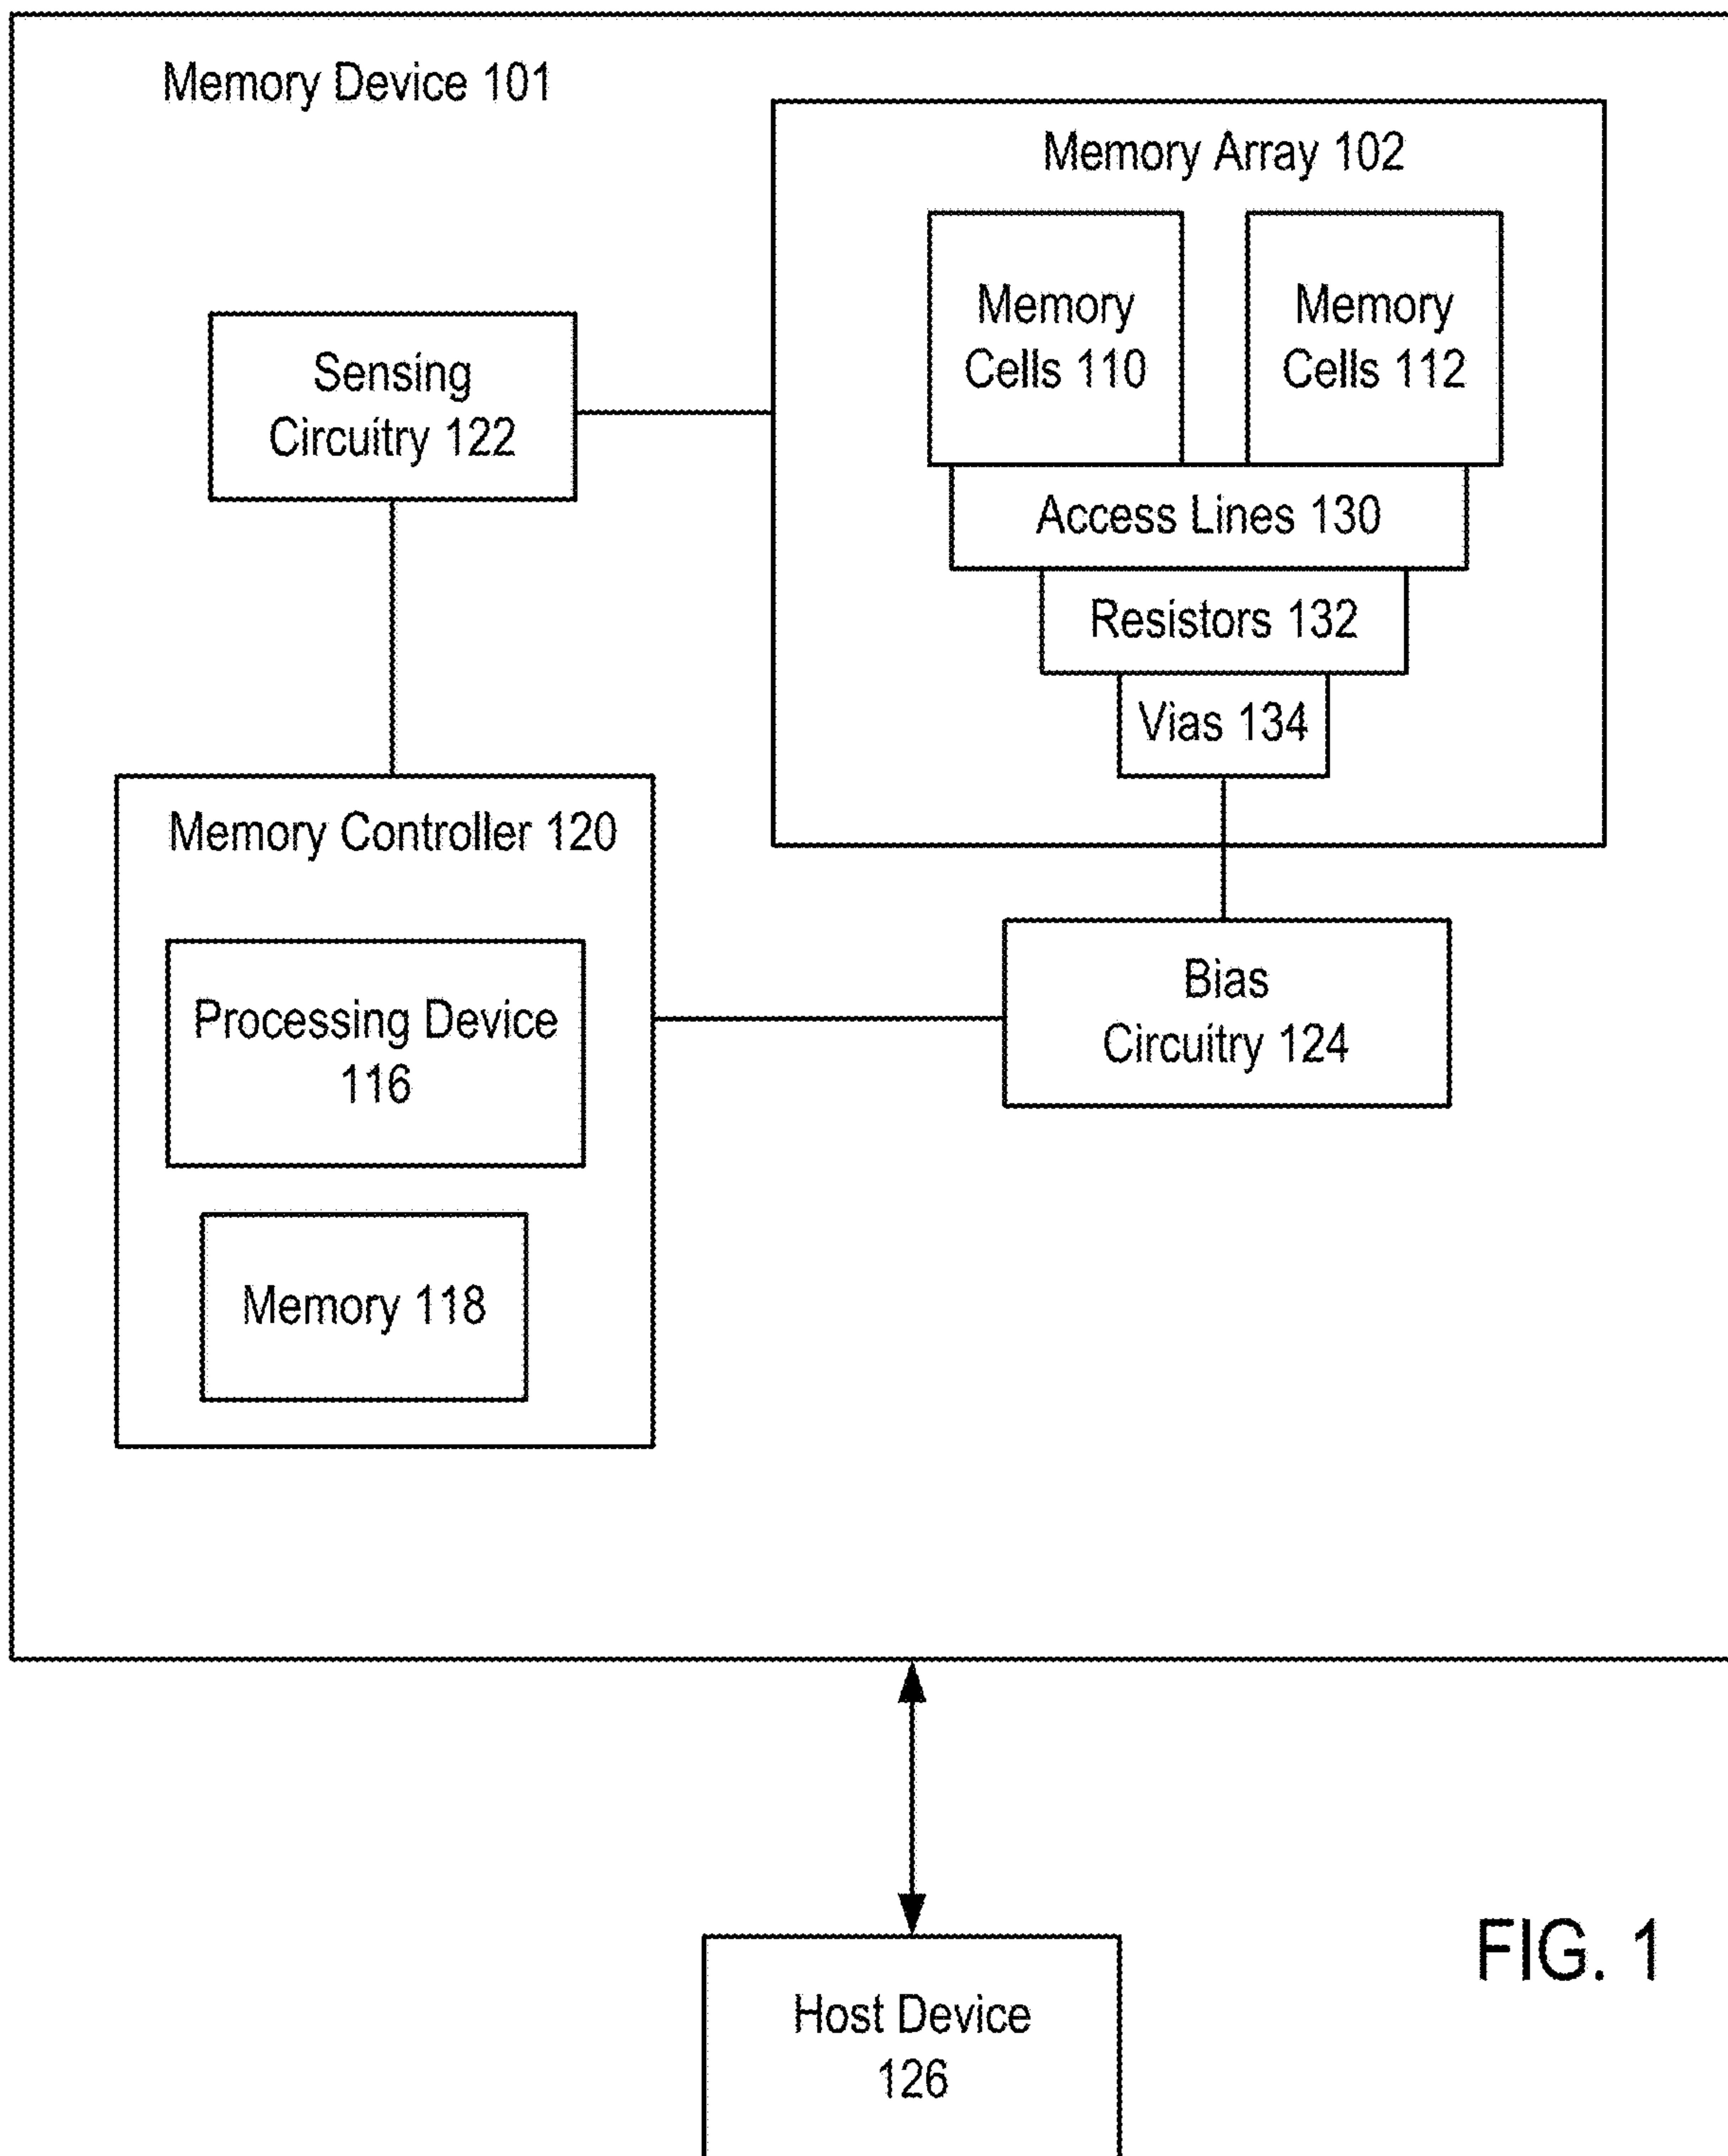 Memory Device 101
Memory Array 102
Memory
Cells 110
Memory
Cells 112
Sensing
Circuitry 122
Access Lines 130
Resistors 132
Vias 134
Memory Controller 120
Processing Device
116
Bias
Circuitry 124
Memory 118
FIG. 1
Host Device
126